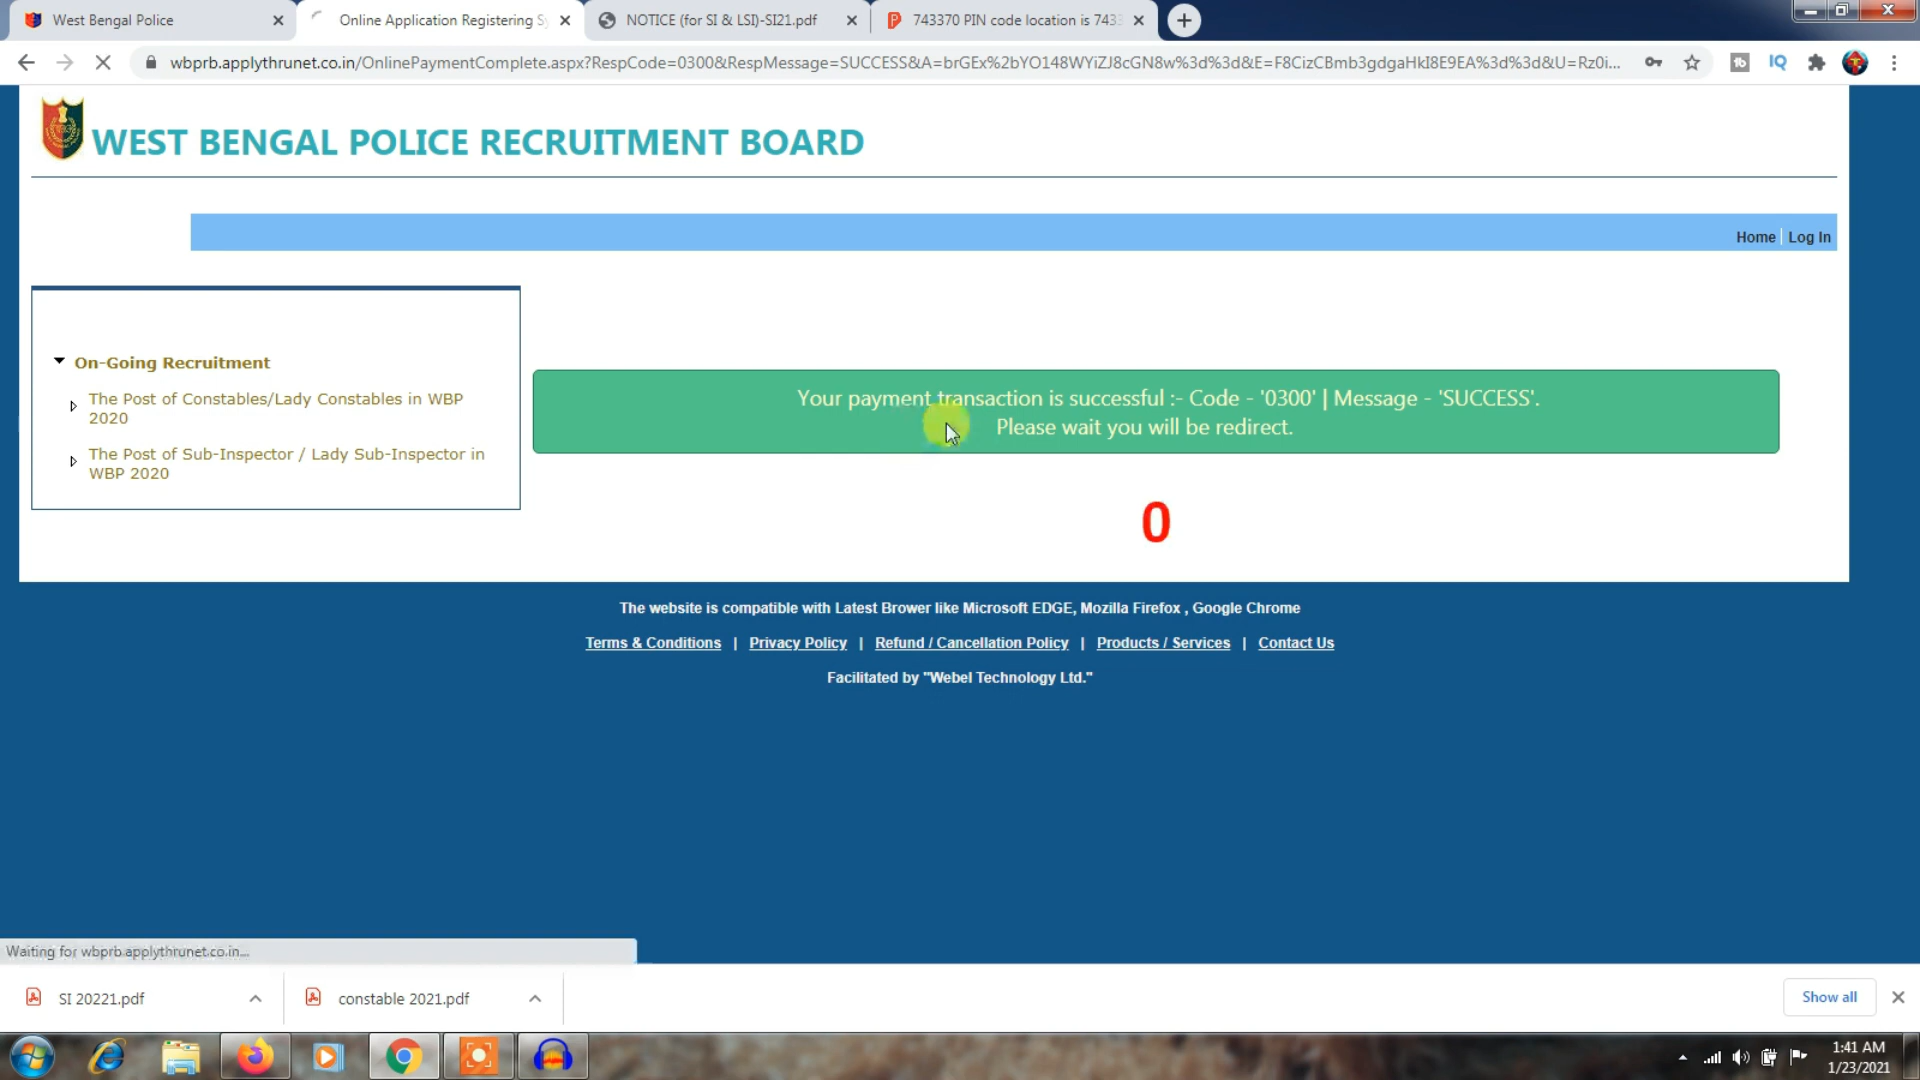 West Bengal Police
Online Application Registering Sy
NOTICE (for SI & LSI)-SI21.pdf
743370 PIN code location is 7433
wbprb.applythrunet.co.in/OnlinePaymentComplete.aspx?RespCode=0300&RespMessage=SUCCESS&A=brGEx%2bYO148WYiZJ8cGN8w%3d%3d&E=F8CizCBmb3gdgaHkI8E9EA%3d%3d&U=Rz0i...
IQ
WEST BENGAL POLICE RECRUITMENT BOARD
Home | Log In
On-Going Recruitment
The Post of Constables/Lady Constables in WBP
2020
The Post of Sub-Inspector / Lady Sub-Inspector in
WBP 2020
Your payment transaction is successful :- Code - '0300' | Message - 'SUCCESS'.
Please wait you will be redirect.
0
The website is compatible with Latest Brower like Microsoft EDGE, Mozilla Firefox , Google Chrome
Terms & Conditions | Privacy Policy | Refund / Cancellation Policy | Products / Services | Contact Us
Facilitated by "Webel Technology Ltd."
Waiting for wbprb.applythrunet.co.in...
SI 20221.pdf
constable 2021.pdf
Show all
1:41 AM
1/23/2021